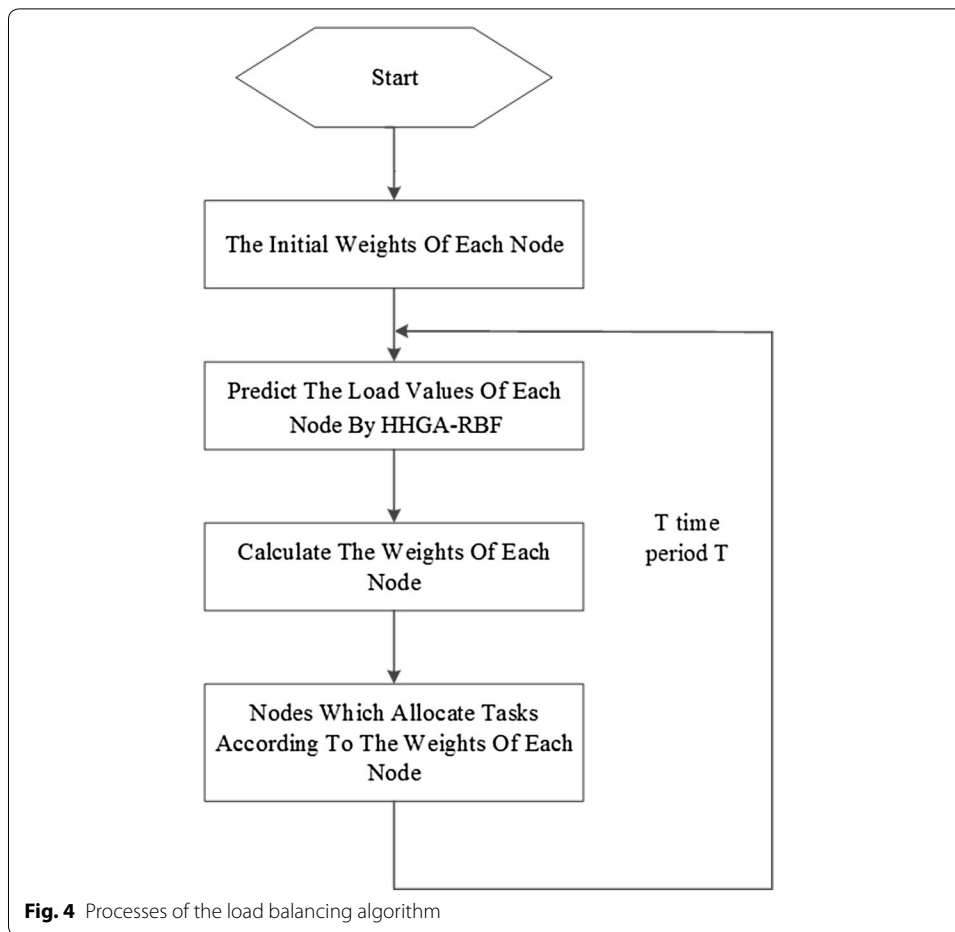 Start
The Initial Weights Of Each Node
Predict The Load Values Of Each
Node By HHGA-RBF
Calculate The Weights Of Each
Node
T time
period T
Nodes Which Allocate Tasks
According To The Weights Of Each
Node
Fig. 4 Processes of the load balancing algorithm